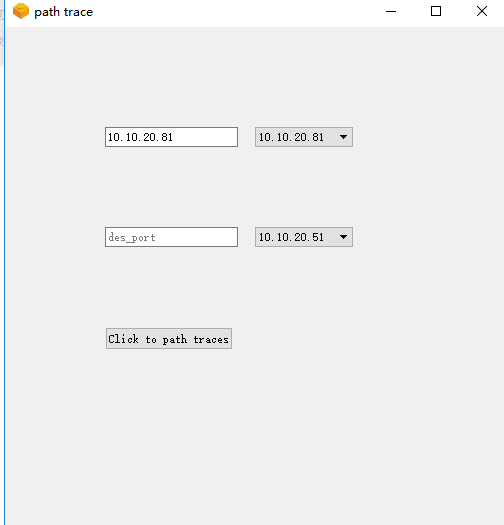 path trace
10.10.20.81 10.10.20.81
des_port 10.10.20.51
Click to path traces